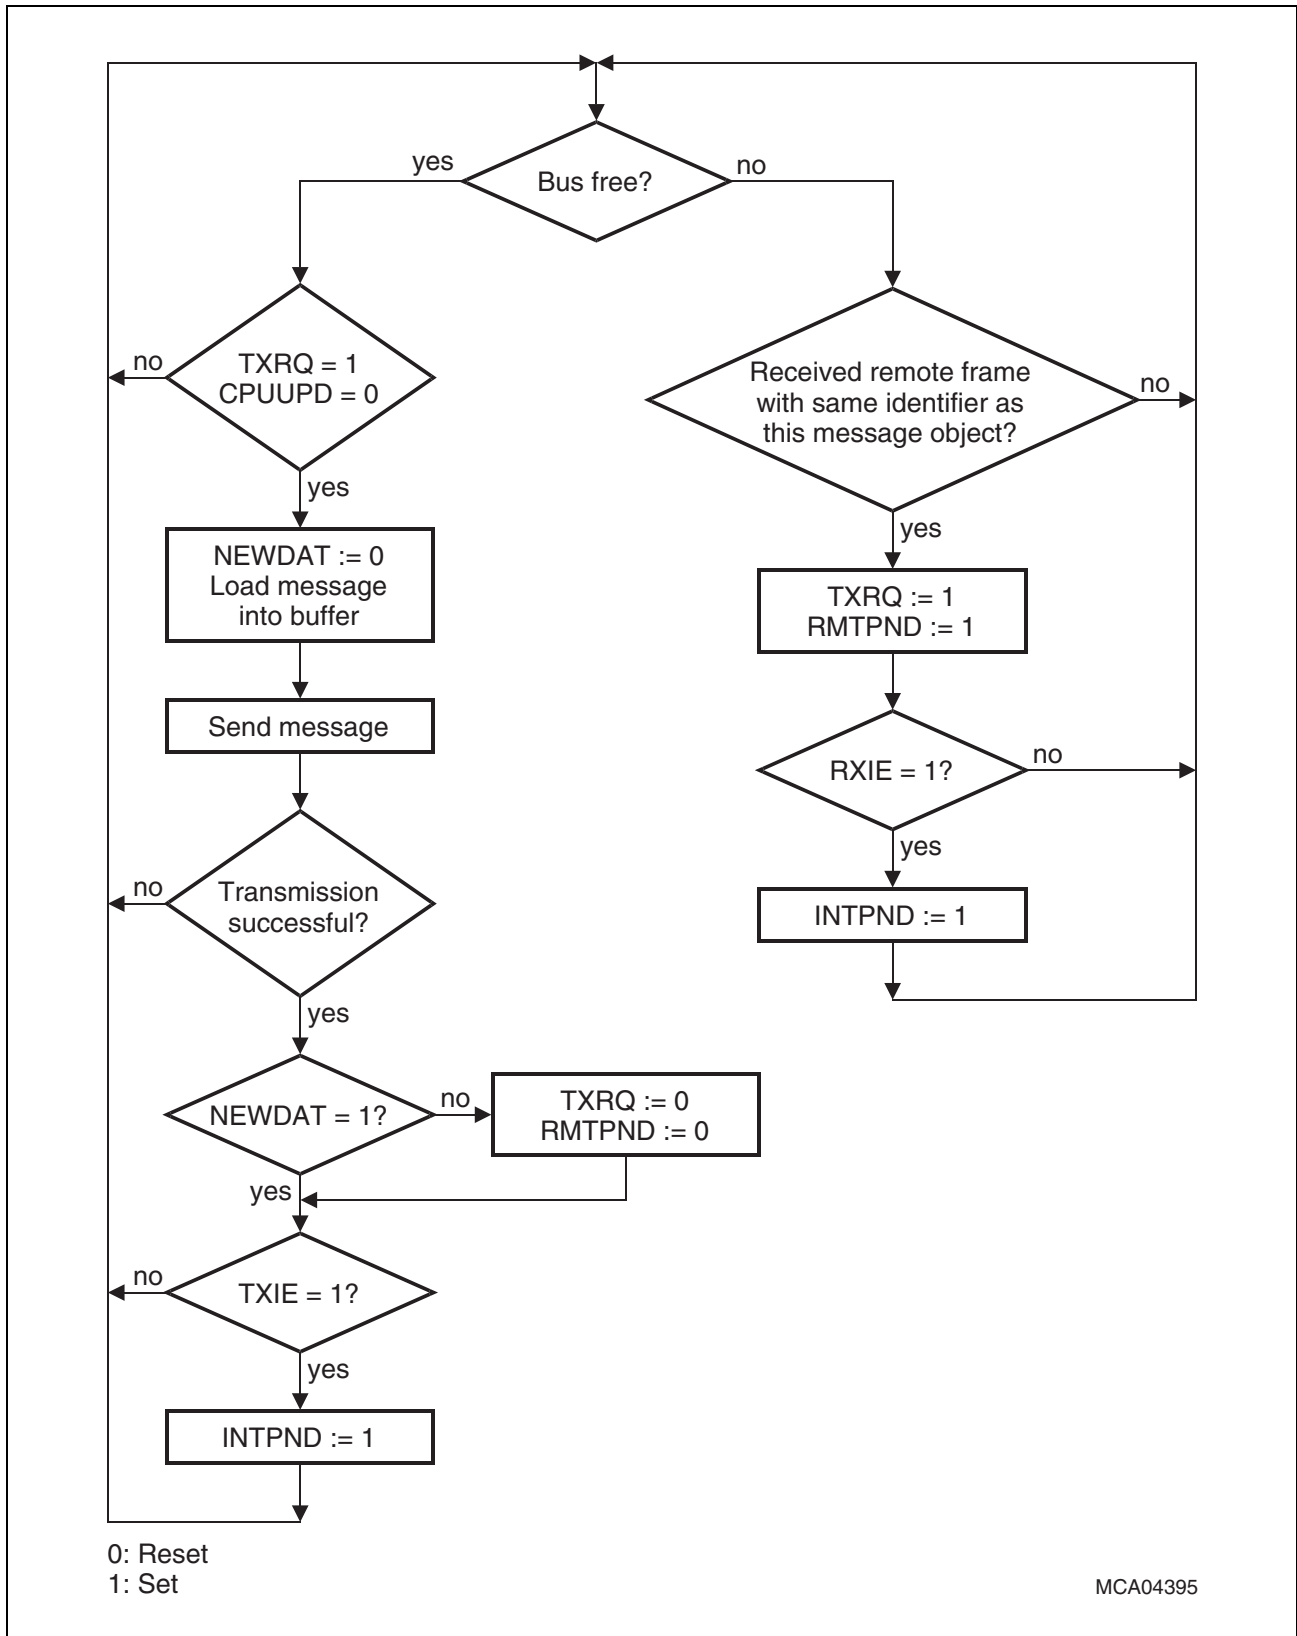 yes
Bus free?
no
no
TXRQ = 1
CPUUPD = 0
yes
NEWDAT := 0
Load message
into buffer
Send message
no
Transmission
successful?
yes
NEWDAT = 1?
no
TXRQ := 0
RMTPND := 0
yes
no
TXIE = 1?
yes
INTPND := 1
Received remote frame
with same identifier as
this message object?
no
yes
TXRQ := 1
RMTPND := 1
RXIE = 1?
no
yes
INTPND := 1
0: Reset
1: Set
MCA04395